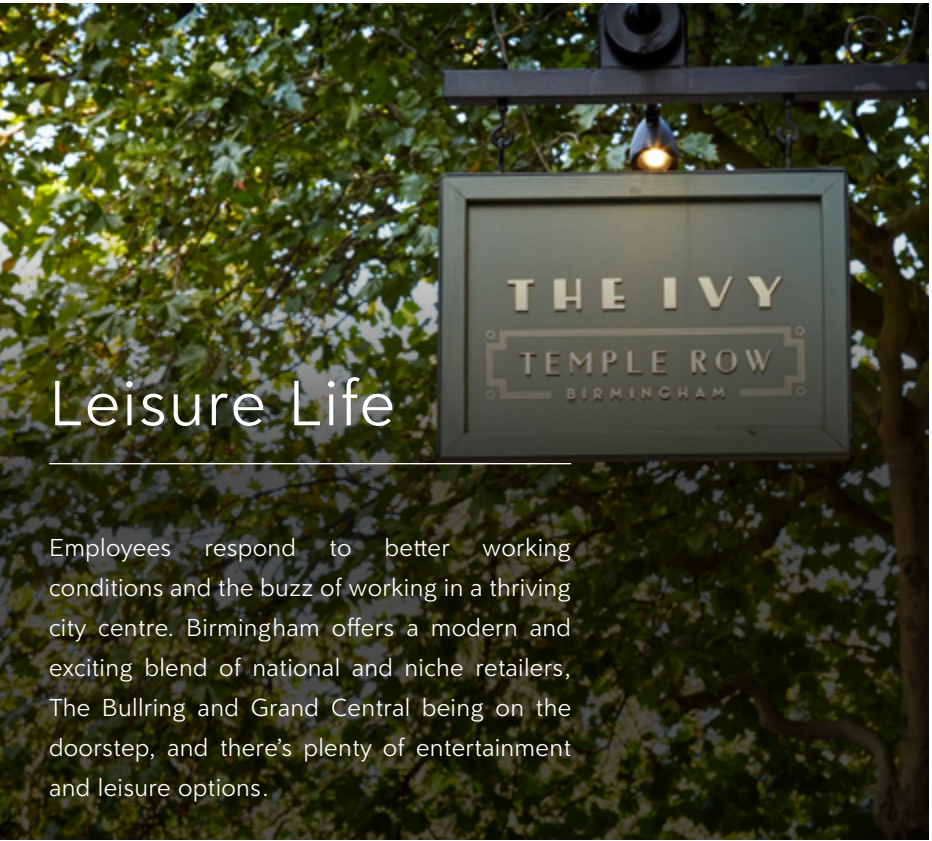 THE IVY
TEMPLE ROW
BIRMINGHAM
Leisure Life
Employees respond to better working
conditions and the buzz of working in a thriving
city centre. Birmingham offers a modern and
exciting blend of national and niche retailers,
The Bullring and Grand Central being on the
doorstep, and there’s plenty of entertainment
and leisure options.